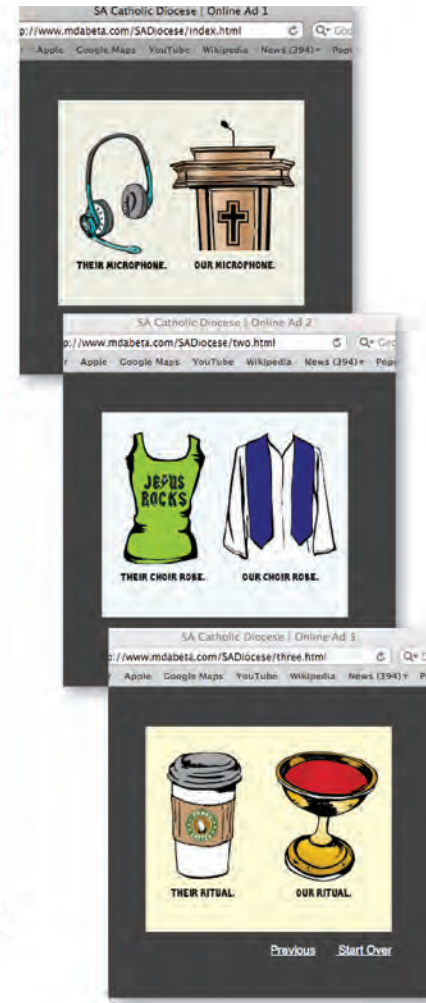 SA Catholic Diocese | Online Ad 1
p://www.mdabeta.com/SADiocese/index.html
Apple Google Maps YouTube Wikipedia News (394)
THEIR MICROPHONE. OUR MICROPHONE.
SA Catholic Diocese | Online Ad 2
p://www.mdabeta.com/SADiocese/two.html
Apple Google Maps YouTube Wikipedia News (394)
JESUS
ROCKS
THEIR CHOIR ROBE. OUR CHOIR ROBE.
SA Catholic Diocese | Online Ad 3
p://www.mdabeta.com/SADiocese/three.html
Apple Google Maps YouTube Wikipedia News (394)
THEIR RITUAL. OUR RITUAL.
Previous Start Over